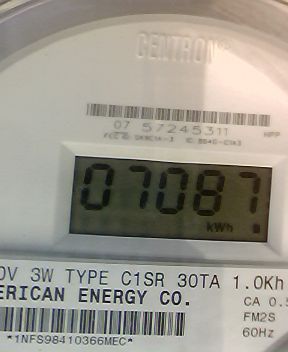 CENTRON®
07 57245311
HPP
07087
kWh
0V 3W TYPE C1SR 30TA 1.0Kh
ERICAN ENERGY CO.
CA 0.5
FM2S
60Hz
*1NFS98410366MEC*